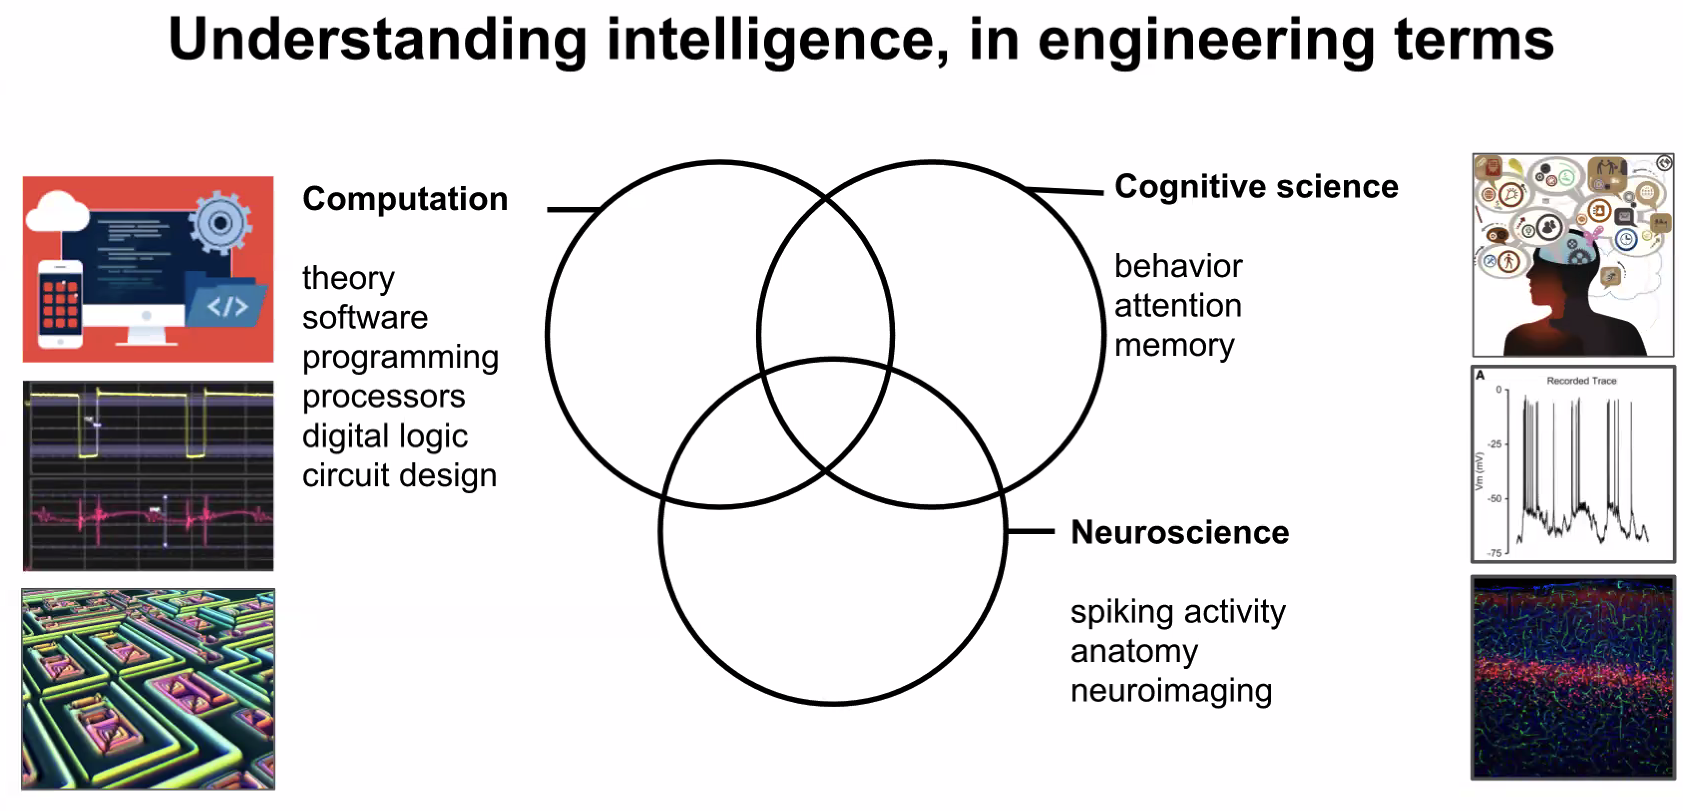 Understanding intelligence, in engineering terms
Computation
theory
software
programming
processors
digital logic
circuit design
</>
Cognitive science
behavior
attention
memory
Neuroscience
spiking activity
anatomy
neuroimaging
A
Recorded Trace
Vm (mV)
0
-25
-50
-75